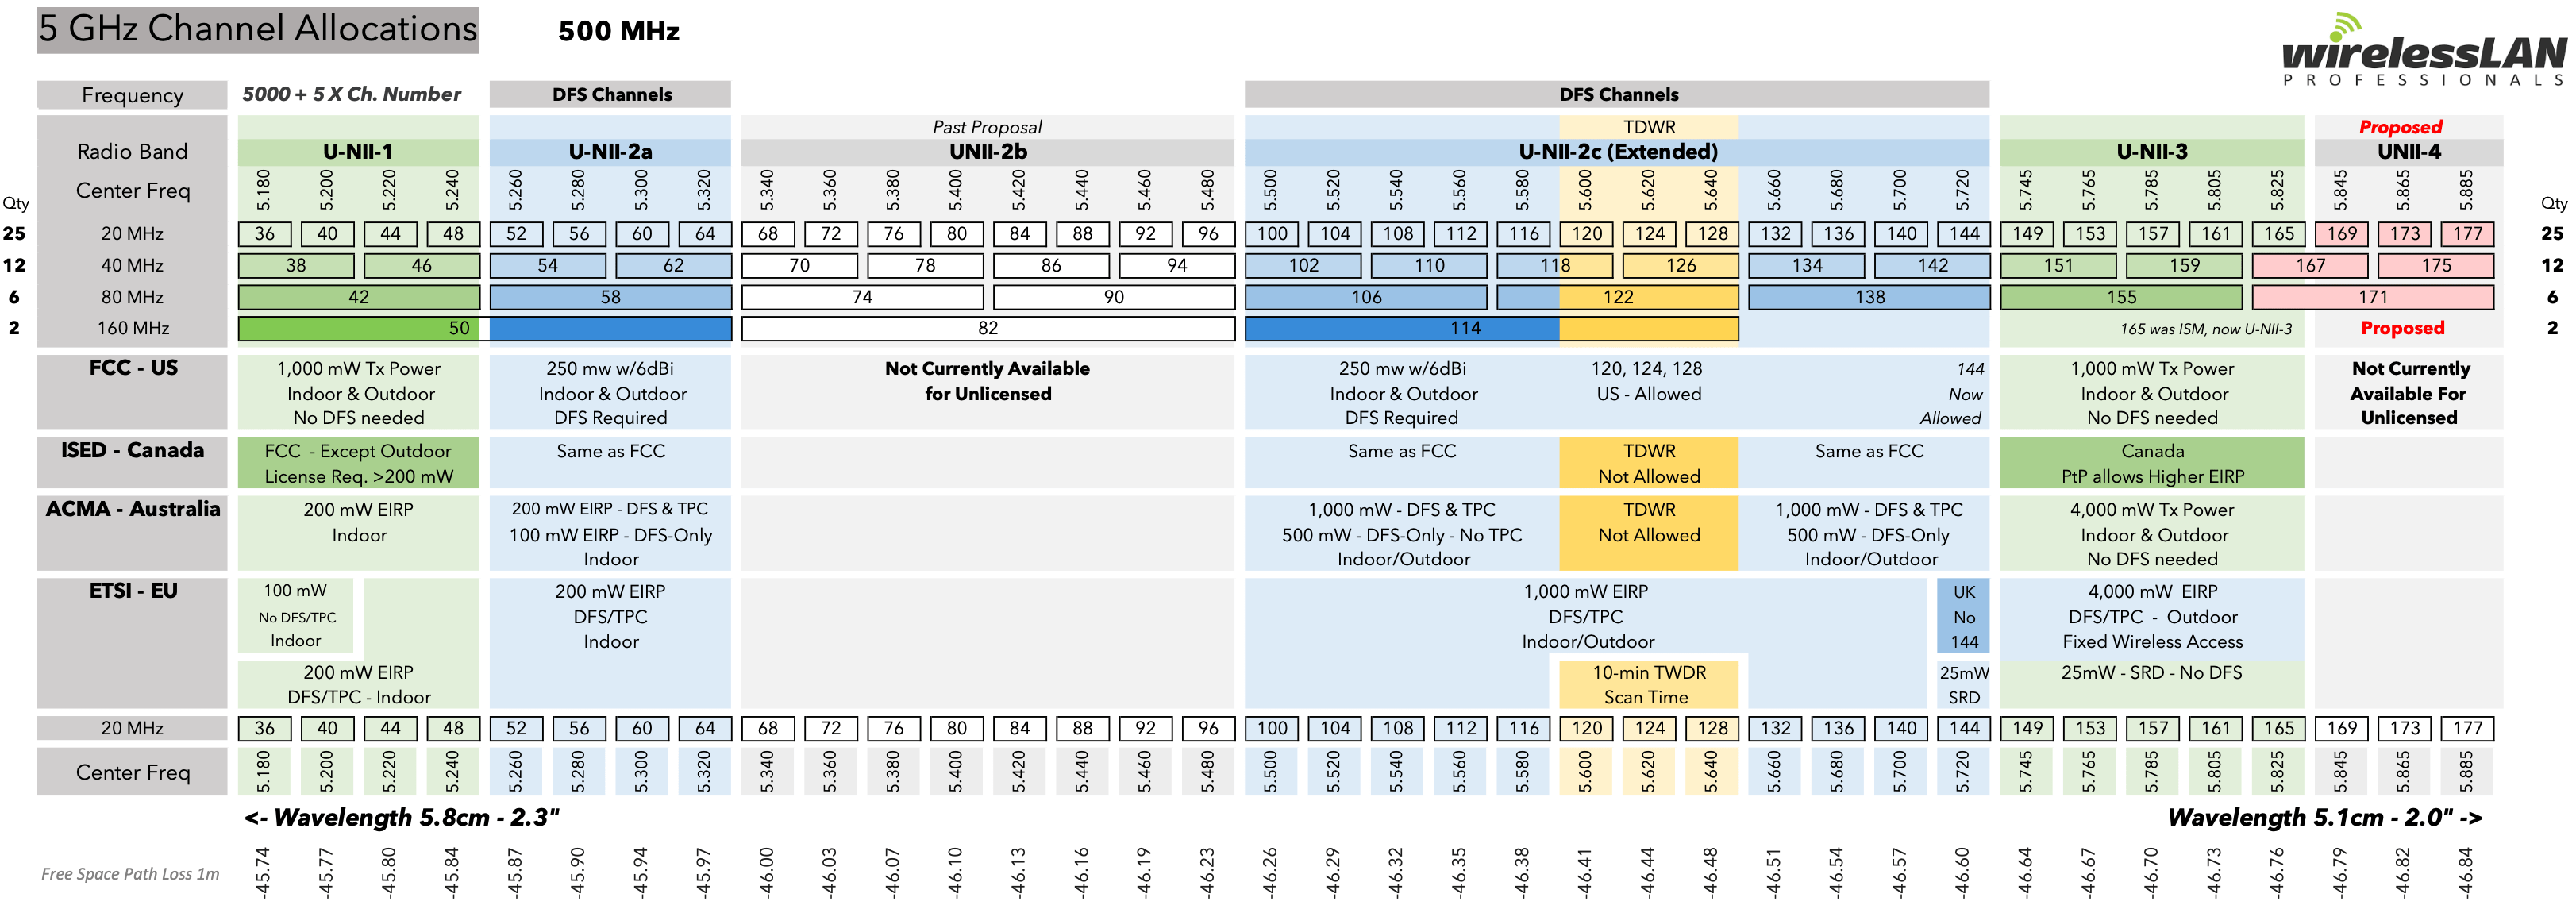 5 GHz Channel Allocations 500 MHz
wirelessLAN
PROFESSIONALS
Frequency 5000 + 5 X Ch. Number DFS Channels DFS Channels
Past Proposal TDWR Proposed
Radio Band U-NII-1 U-NII-2a UNII-2b U-NII-2c (Extended) U-NII-3 UNII-4
Center Freq 5.180 5.200 5.220 5.240 5.260 5.280 5.300 5.320 5.340 5.360 5.380 5.400 5.420 5.440 5.460 5.480 5.500 5.520 5.540 5.560 5.580 5.600 5.620 5.640 5.660 5.680 5.700 5.720 5.745 5.765 5.785 5.805 5.825 5.845 5.865 5.885
Qty Qty
25 20 MHz 36 40 44 48 52 56 60 64 68 72 76 80 84 88 92 96 100 104 108 112 116 120 124 128 132 136 140 144 149 153 157 161 165 169 173 177 25
12 40 MHz 38 46 54 62 70 78 86 94 102 110 118 126 134 142 151 159 167 175 12
6 80 MHz 42 58 74 90 106 122 138 155 171 6
2 160 MHz 50 82 114 165 was ISM, now U-NII-3 Proposed 2
FCC - US 1,000 mW Tx Power 250 mw w/6dBi Not Currently Available 250 mw w/6dBi 120, 124, 128 144 1,000 mW Tx Power Not Currently
Indoor & Outdoor Indoor & Outdoor for Unlicensed Indoor & Outdoor US - Allowed Now Indoor & Outdoor Available For
No DFS needed DFS Required DFS Required Allowed No DFS needed Unlicensed
ISED - Canada FCC - Except Outdoor Same as FCC Same as FCC TDWR Same as FCC Canada
License Req. >200 mW Not Allowed PtP allows Higher EIRP
ACMA - Australia 200 mW EIRP 200 mW EIRP - DFS & TPC 1,000 mW - DFS & TPC TDWR 1,000 mW - DFS & TPC 4,000 mW Tx Power
Indoor 100 mW EIRP - DFS-Only 500 mW - DFS-Only - No TPC Not Allowed 500 mW - DFS-Only Indoor & Outdoor
Indoor Indoor/Outdoor Indoor/Outdoor No DFS needed
ETSI - EU 100 mW 200 mW EIRP 1,000 mW EIRP UK 4,000 mW EIRP
No DFS/TPC DFS/TPC DFS/TPC No DFS/TPC - Outdoor
Indoor Indoor Indoor/Outdoor 144 Fixed Wireless Access
200 mW EIRP 10-min TWDR 25mW 25mW - SRD - No DFS
DFS/TPC - Indoor Scan Time SRD
20 MHz 36 40 44 48 52 56 60 64 68 72 76 80 84 88 92 96 100 104 108 112 116 120 124 128 132 136 140 144 149 153 157 161 165 169 173 177
Center Freq 5.180 5.200 5.220 5.240 5.260 5.280 5.300 5.320 5.340 5.360 5.380 5.400 5.420 5.440 5.460 5.480 5.500 5.520 5.540 5.560 5.580 5.600 5.620 5.640 5.660 5.680 5.700 5.720 5.745 5.765 5.785 5.805 5.825 5.845 5.865 5.885
<- Wavelength 5.8cm - 2.3" Wavelength 5.1cm - 2.0" ->
Free Space Path Loss 1m -45.74 -45.77 -45.80 -45.84 -45.87 -45.90 -45.94 -45.97 -46.00 -46.03 -46.07 -46.10 -46.13 -46.16 -46.19 -46.23 -46.26 -46.29 -46.32 -46.35 -46.38 -46.41 -46.44 -46.48 -46.51 -46.54 -46.57 -46.60 -46.64 -46.67 -46.70 -46.73 -46.76 -46.79 -46.82 -46.84